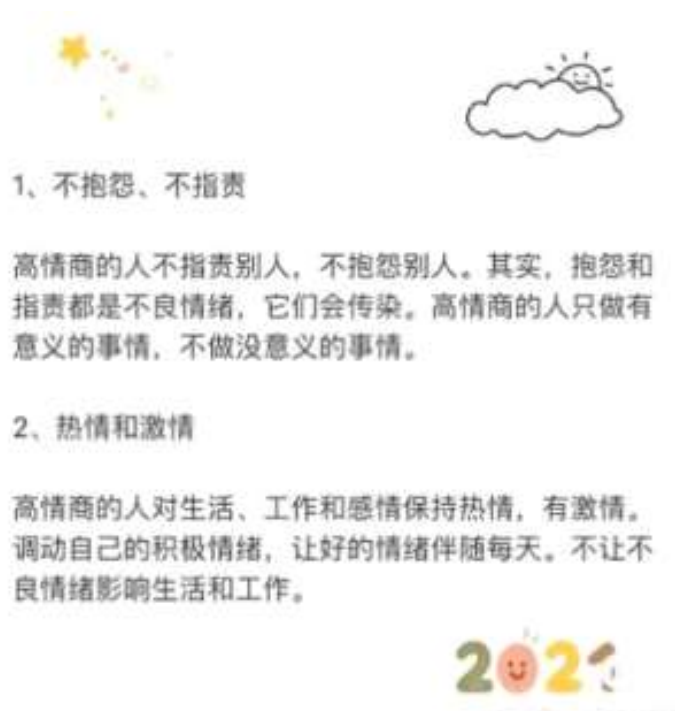 1、不抱怨、不指责
高情商的人不指责别人，不抱怨别人。其实，抱怨和
指责都是不良情绪，它们会传染。高情商的人只做有
意义的事情，不做没意义的事情。
2、热情和激情
高情商的人对生活、工作和感情保持热情，有激情。
调动自己的积极情绪，让好的情绪伴随每天。不让不
良情绪影响生活和工作。
202